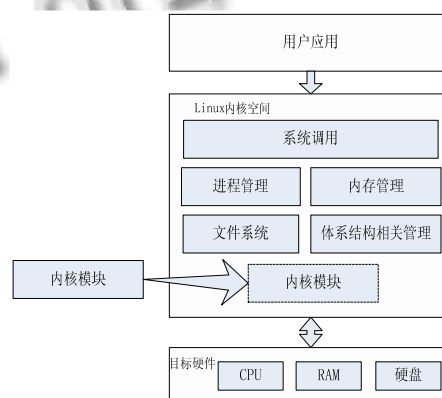 用户应用
Linux内核空间
系统调用
进程管理
内存管理
文件系统
体系结构相关管理
内核模块
内核模块
目标硬件
CPU
RAM
硬盘